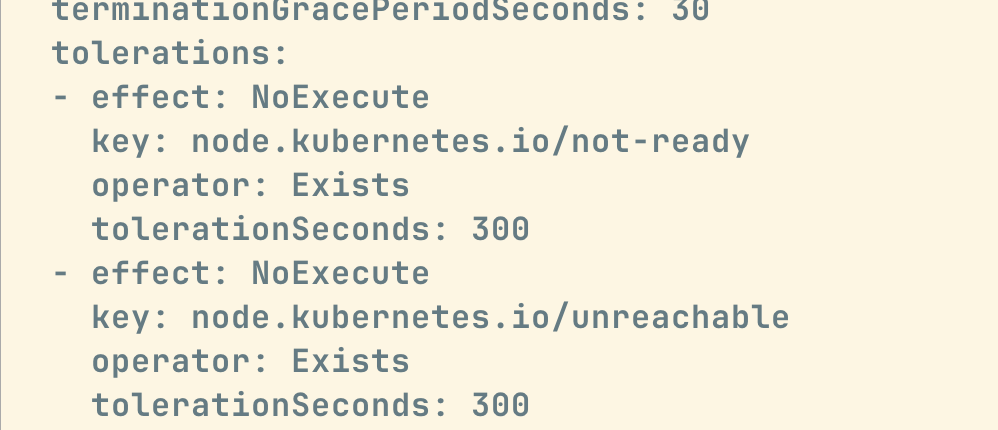 terminationGracePeriodSeconds: 30
tolerations:
- effect: NoExecute
  key: node.kubernetes.io/not-ready
  operator: Exists
  tolerationSeconds: 300
- effect: NoExecute
  key: node.kubernetes.io/unreachable
  operator: Exists
  tolerationSeconds: 300